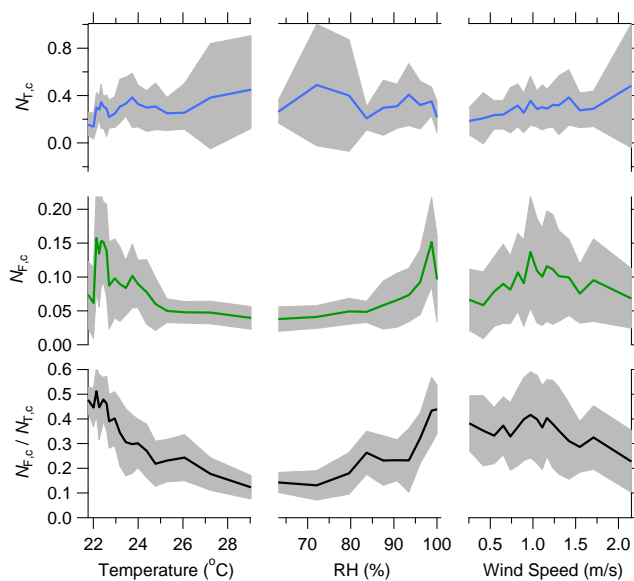 0.8
0.4
0.0
N_T,c
0.20
0.15
0.10
0.05
0.00
N_F,c
0.6
0.5
0.4
0.3
0.2
0.1
0.0
N_F,c / N_T,c
22 24 26 28
70 80 90 100
0.5 1.0 1.5 2.0
Temperature (°C)
RH (%)
Wind Speed (m/s)